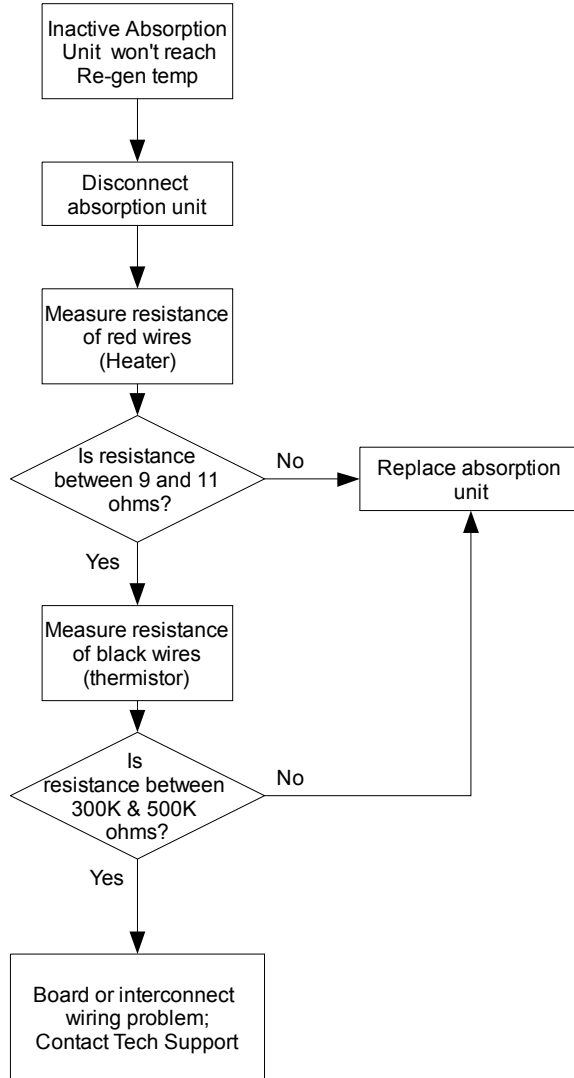 Inactive Absorption
Unit won't reach
Re-gen temp
Disconnect
absorption unit
Measure resistance
of red wires
(Heater)
Is resistance
between 9 and 11
ohms?
No
Replace absorption
unit
Yes
Measure resistance
of black wires
(thermistor)
Is
resistance between
300K & 500K
ohms?
No
Yes
Board or interconnect
wiring problem;
Contact Tech Support